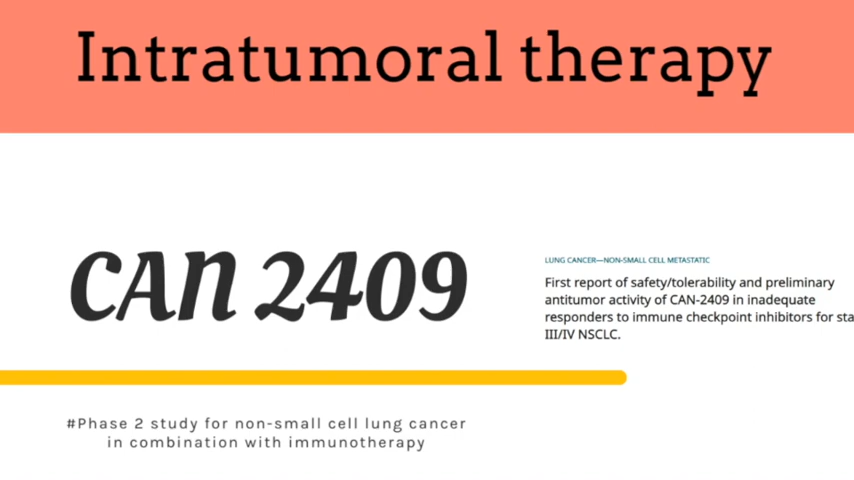 Intratumoral therapy
CAN 2409
LUNG CANCER—NON-SMALL CELL METASTATIC
First report of safety/tolerability and preliminary
antitumor activity of CAN-2409 in inadequate
responders to immune checkpoint inhibitors for sta
III/IV NSCLC.
#Phase 2 study for non-small cell lung cancer
in combination with immunotherapy